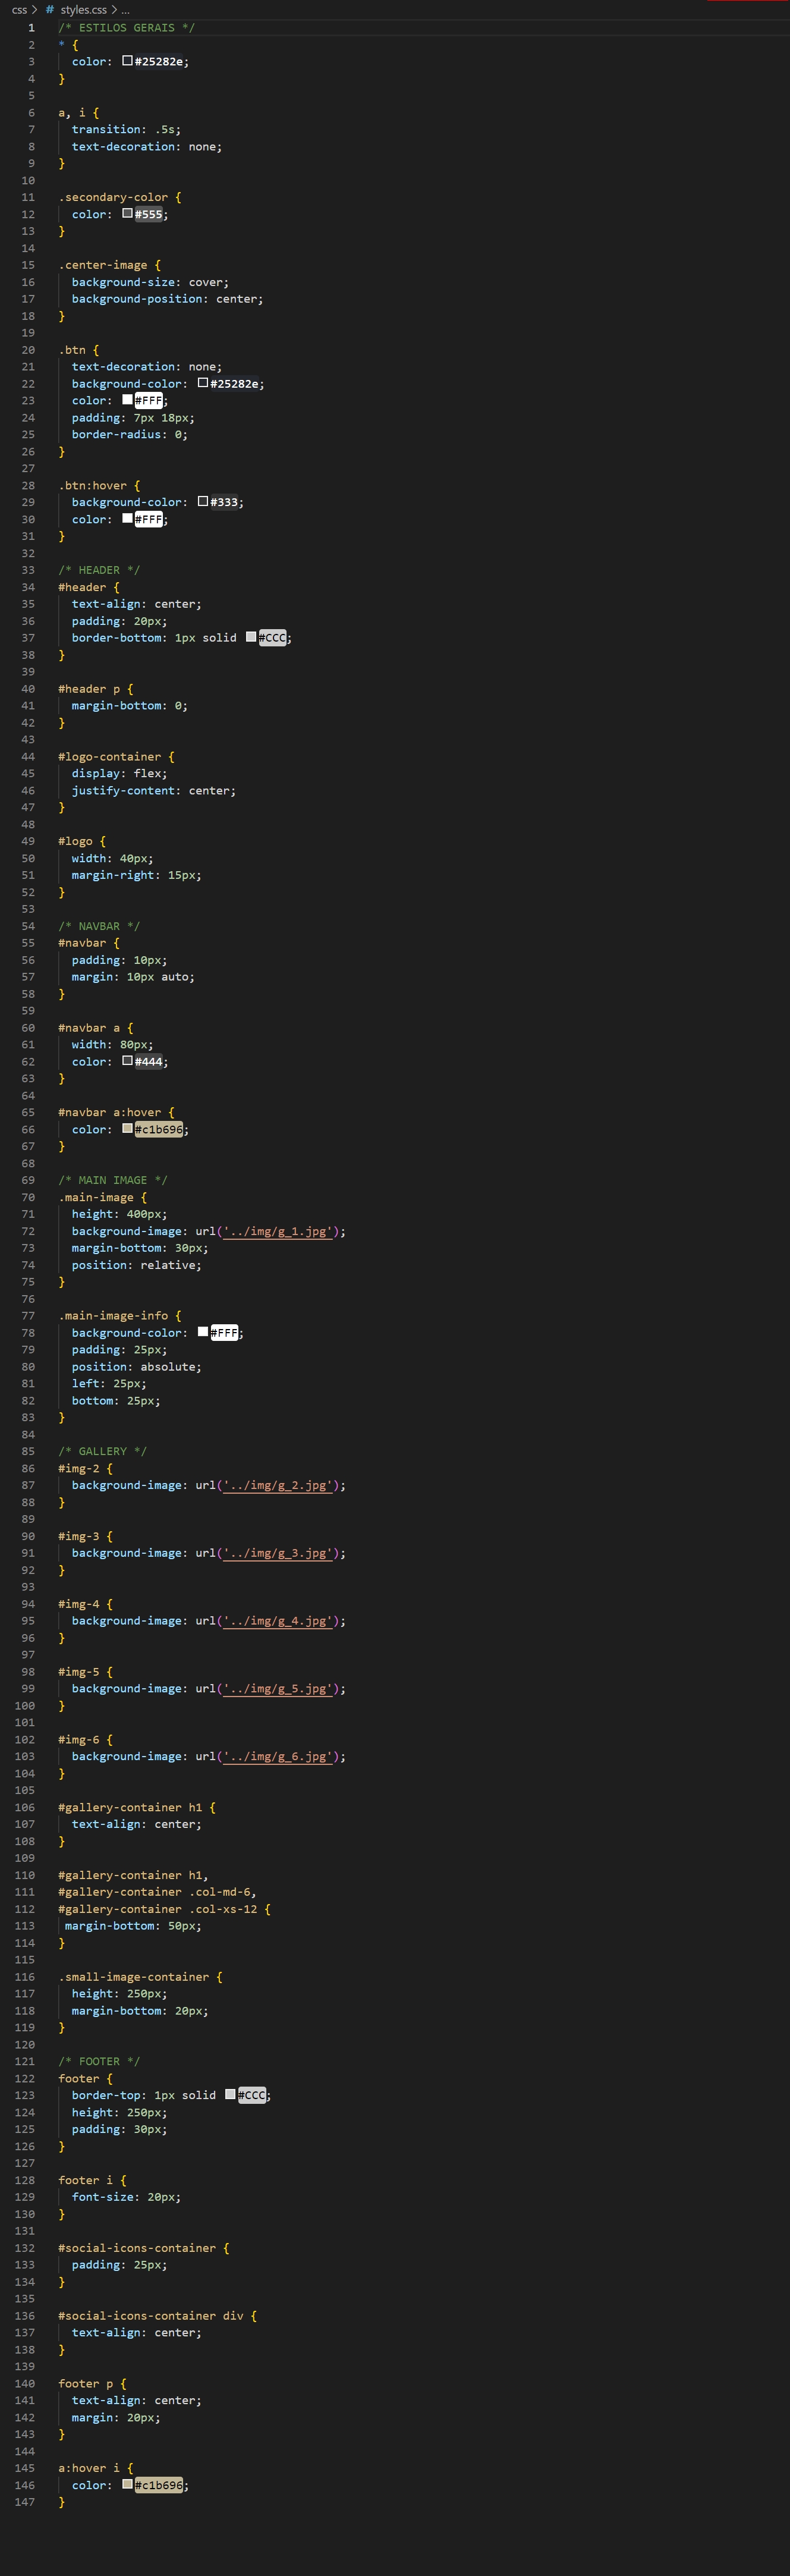 css > # styles.css > ...
1 /* ESTILOS GERAIS */
2 * {
3   color: #25282e;
4 }
5
6 a, i {
7   transition: .5s;
8   text-decoration: none;
9 }
10
11 .secondary-color {
12   color: #555;
13 }
14
15 .center-image {
16   background-size: cover;
17   background-position: center;
18 }
19
20 .btn {
21   text-decoration: none;
22   background-color: #25282e;
23   color: #FFF;
24   padding: 7px 18px;
25   border-radius: 0;
26 }
27
28 .btn:hover {
29   background-color: #333;
30   color: #FFF;
31 }
32
33 /* HEADER */
34 #header {
35   text-align: center;
36   padding: 20px;
37   border-bottom: 1px solid #CCC;
38 }
39
40 #header p {
41   margin-bottom: 0;
42 }
43
44 #logo-container {
45   display: flex;
46   justify-content: center;
47 }
48
49 #logo {
50   width: 40px;
51   margin-right: 15px;
52 }
53
54 /* NAVBAR */
55 #navbar {
56   padding: 10px;
57   margin: 10px auto;
58 }
59
60 #navbar a {
61   width: 80px;
62   color: #444;
63 }
64
65 #navbar a:hover {
66   color: #c1b696;
67 }
68
69 /* MAIN IMAGE */
70 .main-image {
71   height: 400px;
72   background-image: url('../img/g_1.jpg');
73   margin-bottom: 30px;
74   position: relative;
75 }
76
77 .main-image-info {
78   background-color: #FFF;
79   padding: 25px;
80   position: absolute;
81   left: 25px;
82   bottom: 25px;
83 }
84
85 /* GALLERY */
86 #img-2 {
87   background-image: url('../img/g_2.jpg');
88 }
89
90 #img-3 {
91   background-image: url('../img/g_3.jpg');
92 }
93
94 #img-4 {
95   background-image: url('../img/g_4.jpg');
96 }
97
98 #img-5 {
99   background-image: url('../img/g_5.jpg');
100 }
101
102 #img-6 {
103   background-image: url('../img/g_6.jpg');
104 }
105
106 #gallery-container h1 {
107   text-align: center;
108 }
109
110 #gallery-container h1,
111 #gallery-container .col-md-6,
112 #gallery-container .col-xs-12 {
113  margin-bottom: 50px;
114 }
115
116 .small-image-container {
117   height: 250px;
118   margin-bottom: 20px;
119 }
120
121 /* FOOTER */
122 footer {
123   border-top: 1px solid #CCC;
124   height: 250px;
125   padding: 30px;
126 }
127
128 footer i {
129   font-size: 20px;
130 }
131
132 #social-icons-container {
133   padding: 25px;
134 }
135
136 #social-icons-container div {
137   text-align: center;
138 }
139
140 footer p {
141   text-align: center;
142   margin: 20px;
143 }
144
145 a:hover i {
146   color: #c1b696;
147 }